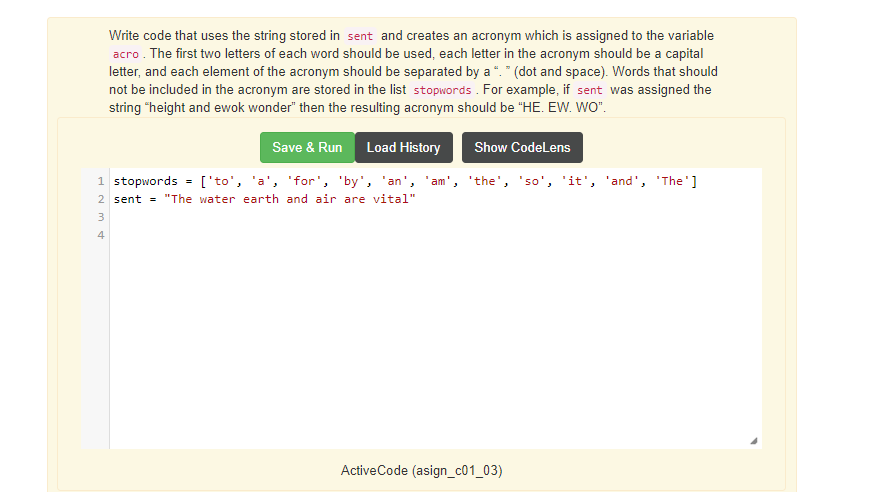 Write code that uses the string stored in sent and creates an acronym which is assigned to the variable
acro . The first two letters of each word should be used, each letter in the acronym should be a capital
letter, and each element of the acronym should be separated by a “. ” (dot and space). Words that should
not be included in the acronym are stored in the list stopwords . For example, if sent was assigned the
string “height and ewok wonder” then the resulting acronym should be “HE. EW. WO”.
Save & Run Load History Show CodeLens
1 stopwords = ['to', 'a', 'for', 'by', 'an', 'am', 'the', 'so', 'it', 'and', 'The']
2 sent = "The water earth and air are vital"
3
4
ActiveCode (asign_c01_03)